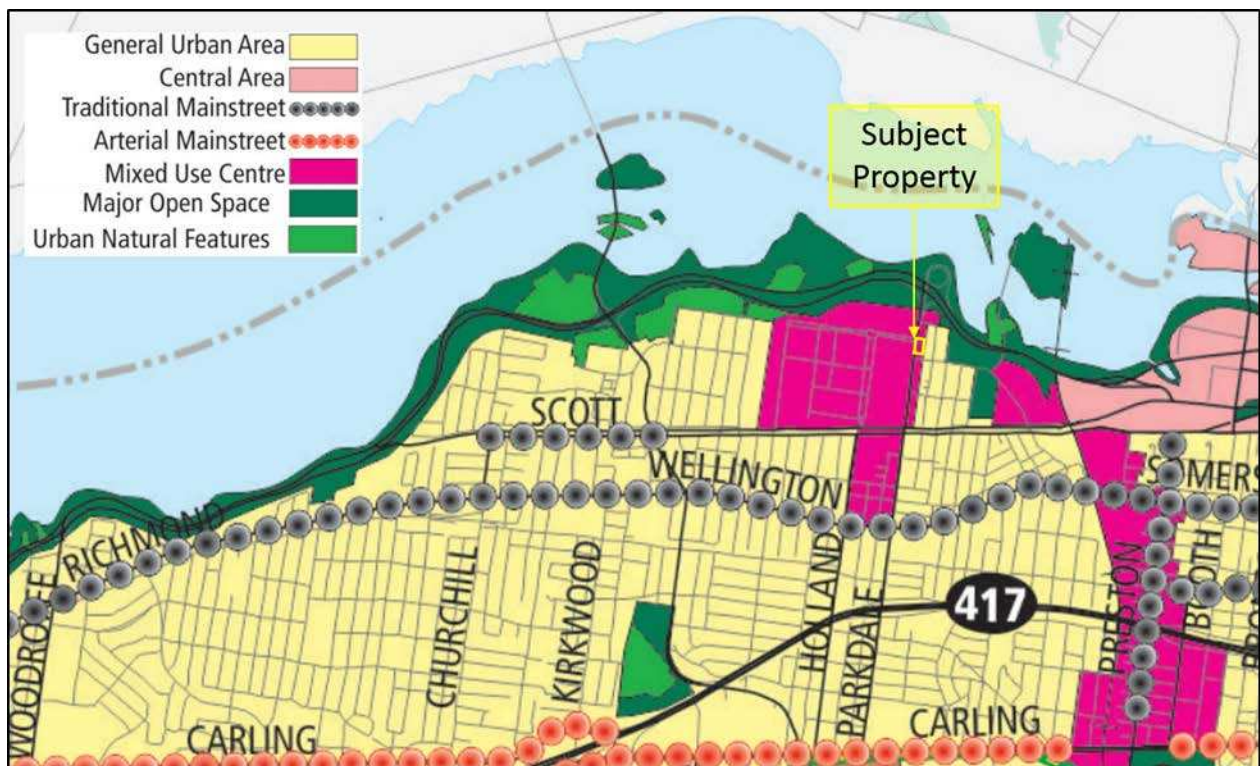 General Urban Area
Central Area
Traditional Mainstreet
Arterial Mainstreet
Mixed Use Centre
Major Open Space
Urban Natural Features
Subject
Property
SCOTT
WELLINGTON
SOMERS
RICHMOND
WOODROFFE
CHURCHILL
KIRKWOOD
HOLLAND
PARKDALE
417
PRESTON
BOOTH
CARLING
CARLING